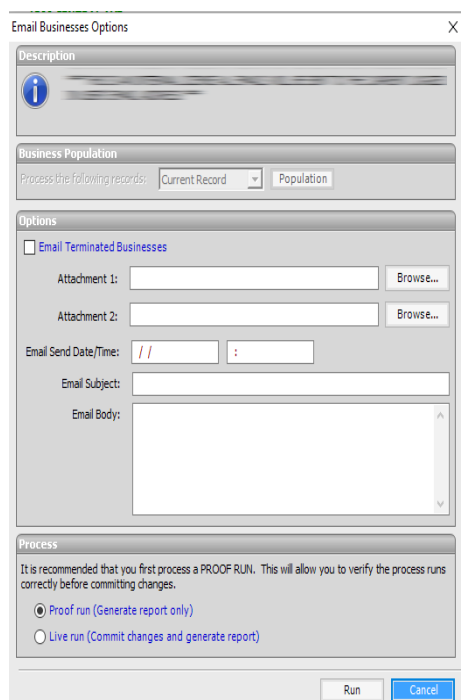 Email Businesses Options X
Description
Business Population
Process the following records: Current Record Population
Options
Email Terminated Businesses
Attachment 1: Browse...
Attachment 2: Browse...
Email Send Date/Time: / / :
Email Subject:
Email Body:
Process
It is recommended that you first process a PROOF RUN. This will allow you to verify the process runs
correctly before committing changes.
Proof run (Generate report only)
Live run (Commit changes and generate report)
Run Cancel